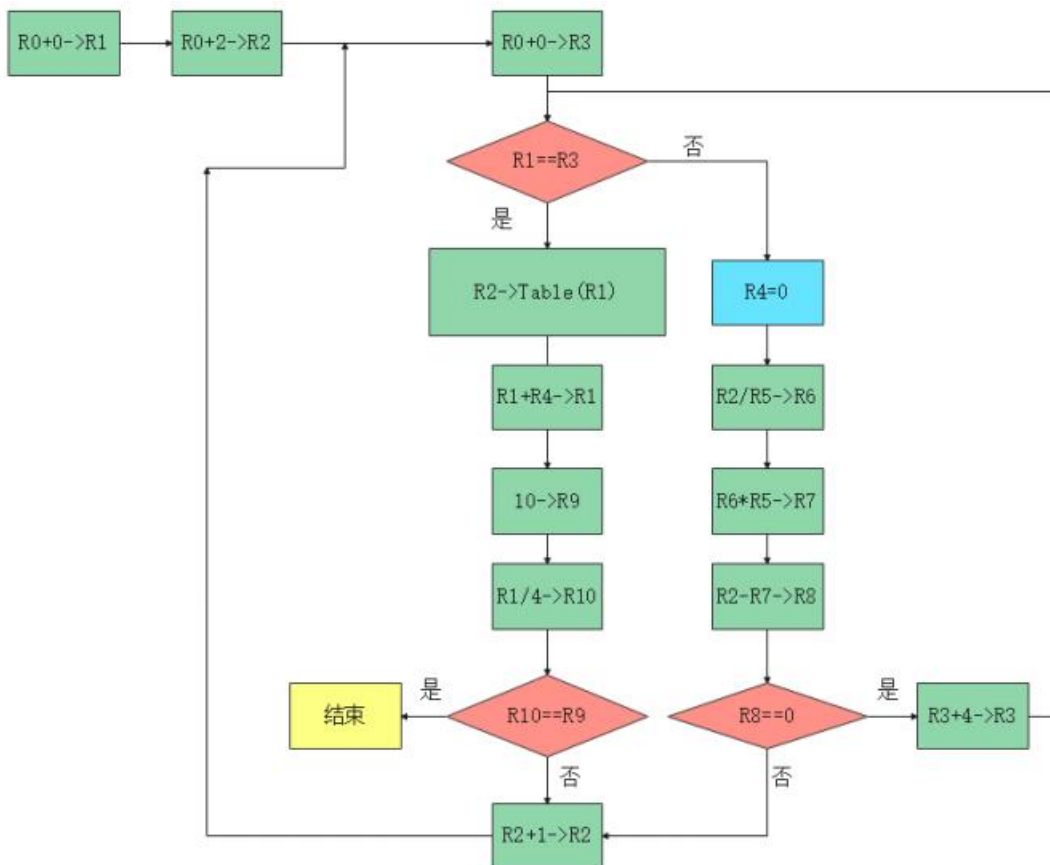 R0+0->R1
R0+2->R2
R0+0->R3
R1==R3
否
是
R2->Table(R1)
R4=0
R1+R4->R1
R2/R5->R6
10->R9
R6*R5->R7
R1/4->R10
R2-R7->R8
结束
是
R10==R9
R8==0
是
R3+4->R3
否
否
R2+1->R2